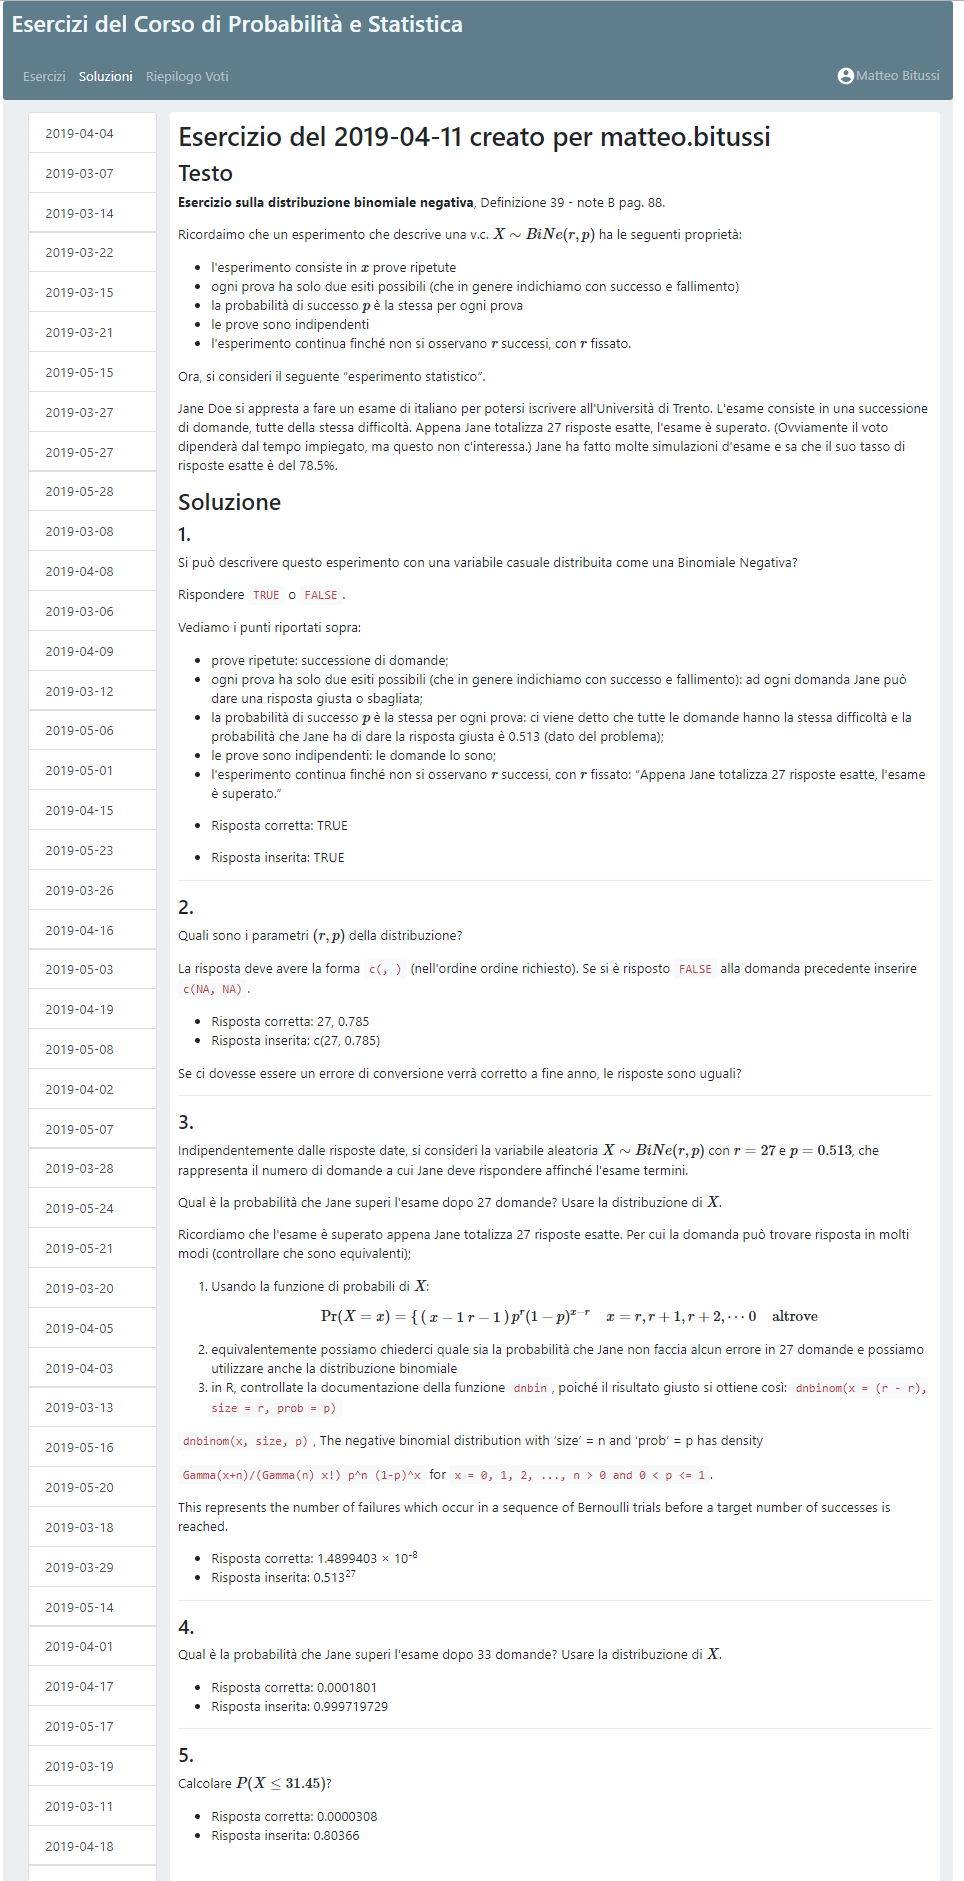 Esercizi del Corso di Probabilità e Statistica
Esercizi Soluzioni Riepilogo Voti
Matteo Bitussi
2019-04-04
2019-03-07
2019-03-14
2019-03-22
2019-03-15
2019-03-21
2019-05-15
2019-03-27
2019-05-27
2019-05-28
2019-03-08
2019-04-08
2019-03-06
2019-04-09
2019-03-12
2019-05-06
2019-05-01
2019-04-15
2019-05-23
2019-03-26
2019-04-16
2019-05-03
2019-04-19
2019-05-08
2019-04-02
2019-05-07
2019-03-28
2019-05-24
2019-05-21
2019-03-20
2019-04-05
2019-04-03
2019-03-13
2019-05-16
2019-05-20
2019-03-18
2019-03-29
2019-05-14
2019-04-01
2019-04-17
2019-05-17
2019-03-19
2019-03-11
2019-04-18
Esercizio del 2019-04-11 creato per matteo.bitussi
Testo
Esercizio sulla distribuzione binomiale negativa, Definizione 39 - note B pag. 88.
Ricordaimo che un esperimento che descrive una v.c. X ∼ BiNe(r, p) ha le seguenti proprietà:
• l'esperimento consiste in x prove ripetute
• ogni prova ha solo due esiti possibili (che in genere indichiamo con successo e fallimento)
• la probabilità di successo p è la stessa per ogni prova
• le prove sono indipendenti
• l'esperimento continua finché non si osservano r successi, con r fissato.
Ora, si consideri il seguente “esperimento statistico”.
Jane Doe si appresta a fare un esame di italiano per potersi iscrivere all'Università di Trento. L'esame consiste in una successione
di domande, tutte della stessa difficoltà. Appena Jane totalizza 27 risposte esatte, l'esame è superato. (Ovviamente il voto
dipenderà dal tempo impiegato, ma questo non c'interessa.) Jane ha fatto molte simulazioni d'esame e sa che il suo tasso di
risposte esatte è del 78.5%.
Soluzione
1.
Si può descrivere questo esperimento con una variabile casuale distribuita come una Binomiale Negativa?
Rispondere TRUE o FALSE .
Vediamo i punti riportati sopra:
• prove ripetute: successione di domande;
• ogni prova ha solo due esiti possibili (che in genere indichiamo con successo e fallimento): ad ogni domanda Jane può
dare una risposta giusta o sbagliata;
• la probabilità di successo p è la stessa per ogni prova: ci viene detto che tutte le domande hanno la stessa difficoltà e la
probabilità che Jane ha di dare la risposta giusta è 0.513 (dato del problema);
• le prove sono indipendenti: le domande lo sono;
• l'esperimento continua finché non si osservano r successi, con r fissato: “Appena Jane totalizza 27 risposte esatte, l'esame
è superato.”
• Risposta corretta: TRUE
• Risposta inserita: TRUE
2.
Quali sono i parametri (r, p) della distribuzione?
La risposta deve avere la forma c(, ) (nell'ordine ordine richiesto). Se si è risposto FALSE alla domanda precedente inserire
c(NA, NA) .
• Risposta corretta: 27, 0.785
• Risposta inserita: c(27, 0.785)
Se ci dovesse essere un errore di conversione verrà corretto a fine anno, le risposte sono uguali?
3.
Indipendentemente dalle risposte date, si consideri la variabile aleatoria X ∼ BiNe(r, p) con r = 27 e p = 0.513, che
rappresenta il numero di domande a cui Jane deve rispondere affinché l'esame termini.
Qual è la probabilità che Jane superi l'esame dopo 27 domande? Usare la distribuzione di X.
Ricordiamo che l'esame è superato appena Jane totalizza 27 risposte esatte. Per cui la domanda può trovare risposta in molti
modi (controllare che sono equivalenti);
1. Usando la funzione di probabili di X:
Pr(X = x) = { ( x − 1 r − 1 ) p^r(1 − p)^{x−r} x = r, r + 1, r + 2, ⋯ 0 altrove
2. equivalentemente possiamo chiederci quale sia la probabilità che Jane non faccia alcun errore in 27 domande e possiamo
utilizzare anche la distribuzione binomiale
3. in R, controllate la documentazione della funzione dnbin , poiché il risultato giusto si ottiene così: dnbinom(x = (r - r),
size = r, prob = p)
dnbinom(x, size, p) , The negative binomial distribution with ‘size’ = n and ‘prob’ = p has density
Gamma(x+n)/(Gamma(n) x!) p^n (1-p)^x for x = 0, 1, 2, ..., n > 0 and 0 < p <= 1 .
This represents the number of failures which occur in a sequence of Bernoulli trials before a target number of successes is
reached.
• Risposta corretta: 1.4899403 × 10^-8
• Risposta inserita: 0.513^27
4.
Qual è la probabilità che Jane superi l'esame dopo 33 domande? Usare la distribuzione di X.
• Risposta corretta: 0.0001801
• Risposta inserita: 0.999719729
5.
Calcolare P(X ≤ 31.45)?
• Risposta corretta: 0.0000308
• Risposta inserita: 0.80366